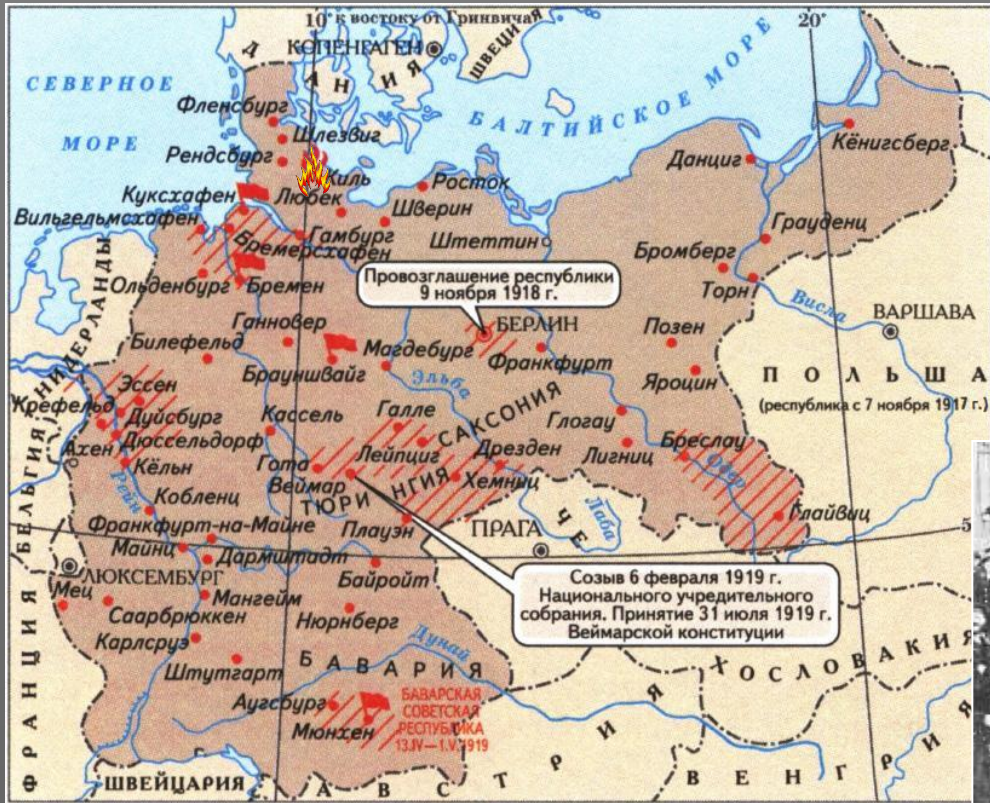 10° к востоку от Гринвича
20°
КОПЕНГАГЕН
ДАНИЯ
ШВЕЦИЯ
СЕВЕРНОЕ
МОРЕ
БАЛТИЙСКОЕ МОРЕ
Фленсбург
Шлезвиг
Рендсбург
Киль
Кёнигсберг
Данциг
Куксхафен
Любек
Росток
Вильгельмсхафен
Шверин
Грауденц
Бремерсхафен
Гамбург
Штеттин
Бромберг
Ольденбург
Бремен
Торн
Провозглашение республики
9 ноября 1918 г.
Висла
НИДЕРЛАНДЫ
Ганновер
БЕРЛИН
Позен
ВАРШАВА
Билефельд
Магдебург
Франкфурт
Брауншвайг
Эльба
Яроцин
ПОЛЬША
(республика с 7 ноября 1917 г.)
Эссен
Крефельд
Дуйсбург
Кассель
Галле
САКСОНИЯ
Глогау
Ахен
Дюссельдорф
Лейпциг
Дрезден
Лигниц
Бреслау
Одер
Кёльн
Гота
Веймар
Хемниц
БЕЛЬГИЯ
Рейн
Кобленц
ТЮРИНГИЯ
Плауэн
Лаба
Глайвиц
Франкфурт-на-Майне
ПРАГА
5
Майнц
Дармштадт
ЛЮКСЕМБУРГ
Байройт
Созыв 6 февраля 1919 г.
Национального учредительного
собрания. Принятие 31 июля 1919 г.
Веймарской конституции
Мец
Мангейм
Саарбрюккен
Нюрнберг
Карлсруэ
Дунай
ЧЕХОСЛОВАКИЯ
Штутгарт
БАВАРИЯ
Аугсбург
БАВАРСКАЯ
СОВЕТСКАЯ
РЕСПУБЛИКА
13.IV—1.V.1919
Мюнхен
ФРАНЦИЯ
ШВЕЙЦАРИЯ
АВСТРИЯ
ВЕНГРИЯ